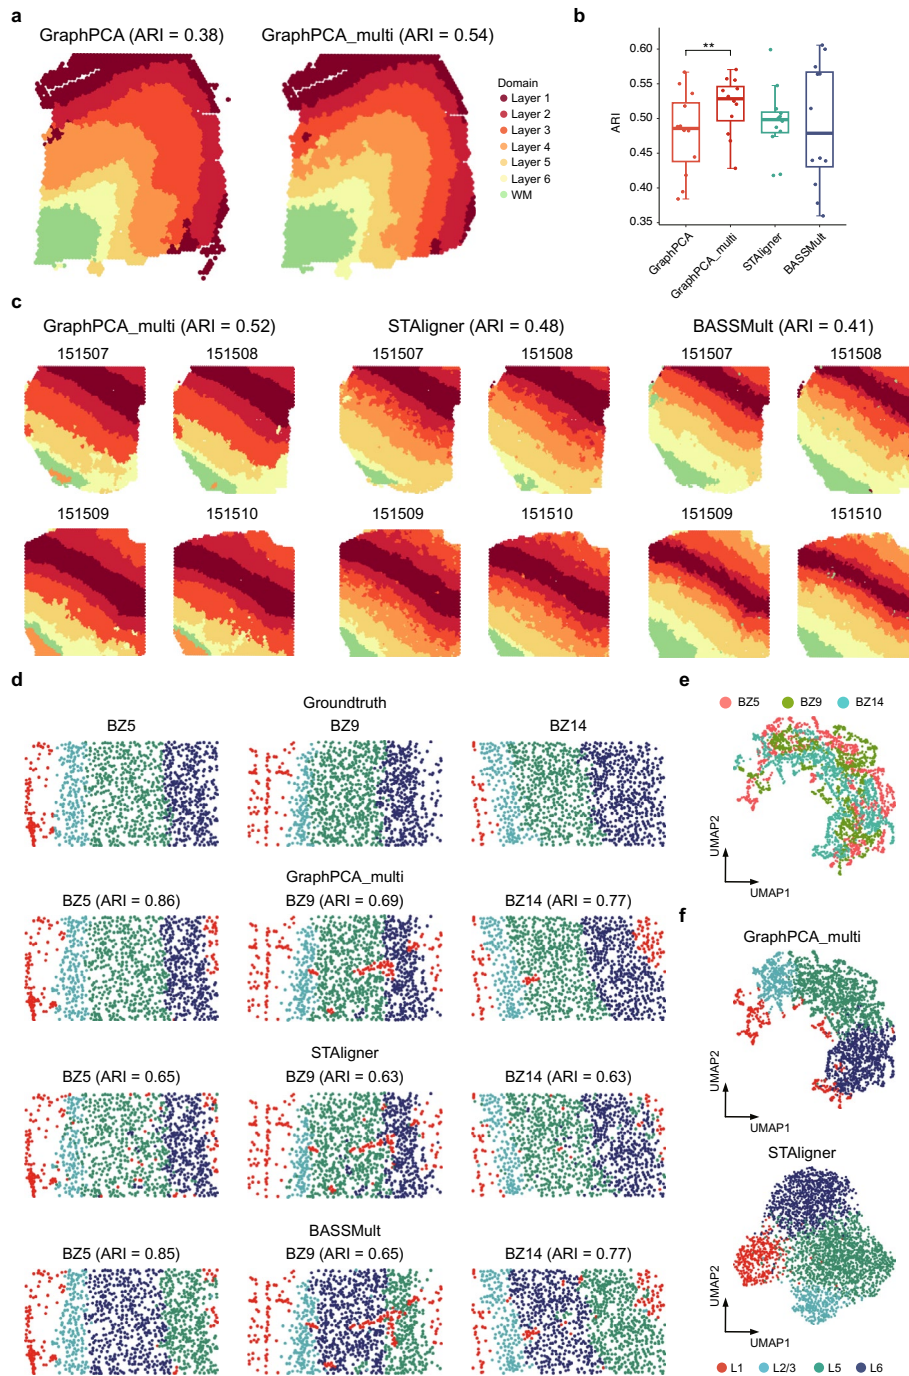 a
GraphPCA (ARI = 0.38)
GraphPCA_multi (ARI = 0.54)
Domain
Layer 1
Layer 2
Layer 3
Layer 4
Layer 5
Layer 6
WM
b
**
ARI
0.60
0.55
0.50
0.45
0.40
0.35
GraphPCA
GraphPCA_multi
STAligner
BASSMult
c
GraphPCA_multi (ARI = 0.52)
STAligner (ARI = 0.48)
BASSMult (ARI = 0.41)
151507
151508
151507
151508
151507
151508
151509
151510
151509
151510
151509
151510
d
Groundtruth
BZ5
BZ9
BZ14
GraphPCA_multi
BZ5 (ARI = 0.86)
BZ9 (ARI = 0.69)
BZ14 (ARI = 0.77)
STAligner
BZ5 (ARI = 0.65)
BZ9 (ARI = 0.63)
BZ14 (ARI = 0.63)
BASSMult
BZ5 (ARI = 0.85)
BZ9 (ARI = 0.65)
BZ14 (ARI = 0.77)
e
BZ5
BZ9
BZ14
UMAP2
UMAP1
f
GraphPCA_multi
UMAP2
UMAP1
STAligner
UMAP2
UMAP1
L1
L2/3
L5
L6